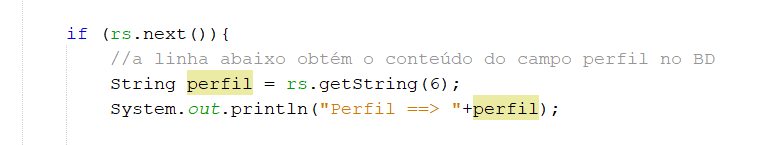 if (rs.next()){
//a linha abaixo obtém o conteúdo do campo perfil no BD
String perfil = rs.getString(6);
System.out.println("Perfil ==> "+perfil);